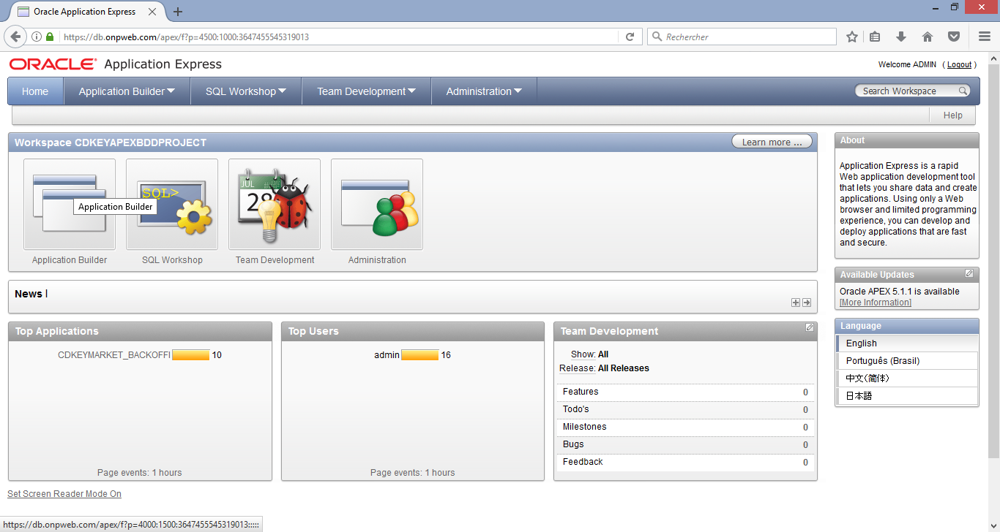 Oracle Application Express
https://db.onpweb.com/apex/f?p=4500:1000:3647455545319013
Rechercher
ORACLE Application Express
Welcome ADMIN ( Logout )
Home
Application Builder
SQL Workshop
Team Development
Administration
Search Workspace
Help
Workspace CDKEYAPEXBDDPROJECT
Learn more ...
SQL>
JUL
28
Application Builder
Application Builder
SQL Workshop
Team Development
Administration
News
Top Applications
CDKEYMARKET_BACKOFFI 10
Page events: 1 hours
Top Users
admin 16
Page events: 1 hours
Team Development
Show: All
Release: All Releases
Features 0
Todo's 0
Milestones 0
Bugs 0
Feedback 0
About
Application Express is a rapid
Web application development tool
that lets you share data and create
applications. Using only a Web
browser and limited programming
experience, you can develop and
deploy applications that are fast
and secure.
Available Updates
Oracle APEX 5.1.1 is available
[More Information]
Language
English
Português (Brasil)
中文(简体)
日本語
Set Screen Reader Mode On
https://db.onpweb.com/apex/f?p=4000:1500:3647455545319013:::::